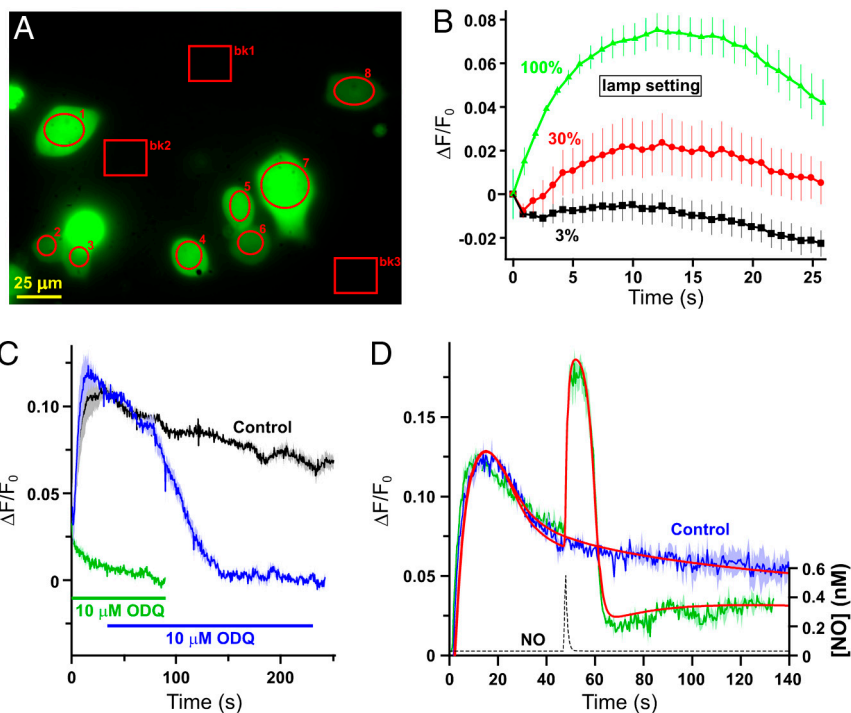 A
bk1
8
1
bk2
7
5
2
3
4
6
bk3
25 µm
B
0.08
0.06
0.04
0.02
0
-0.02
ΔF/F0
100%
lamp setting
30%
3%
0 5 10 15 20 25
Time (s)
C
0.10
0.05
0
ΔF/F0
Control
10 µM ODQ
10 µM ODQ
0 100 200
Time (s)
D
0.15
0.10
0.05
0
ΔF/F0
Control
NO
0.6
0.4
0.2
0
[NO] (nM)
0 20 40 60 80 100 120 140
Time (s)